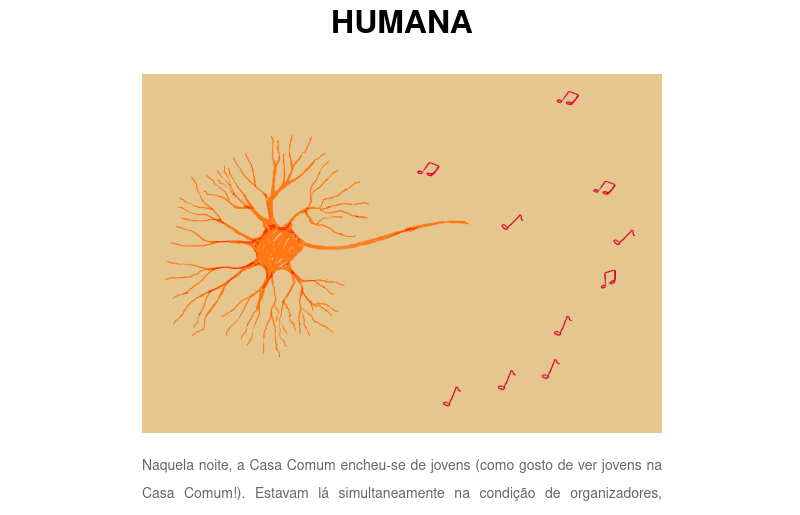 HUMANA
Naquela noite, a Casa Comum encheu-se de jovens (como gosto de ver jovens na
Casa Comum!). Estavam lá simultaneamente na condição de organizadores,